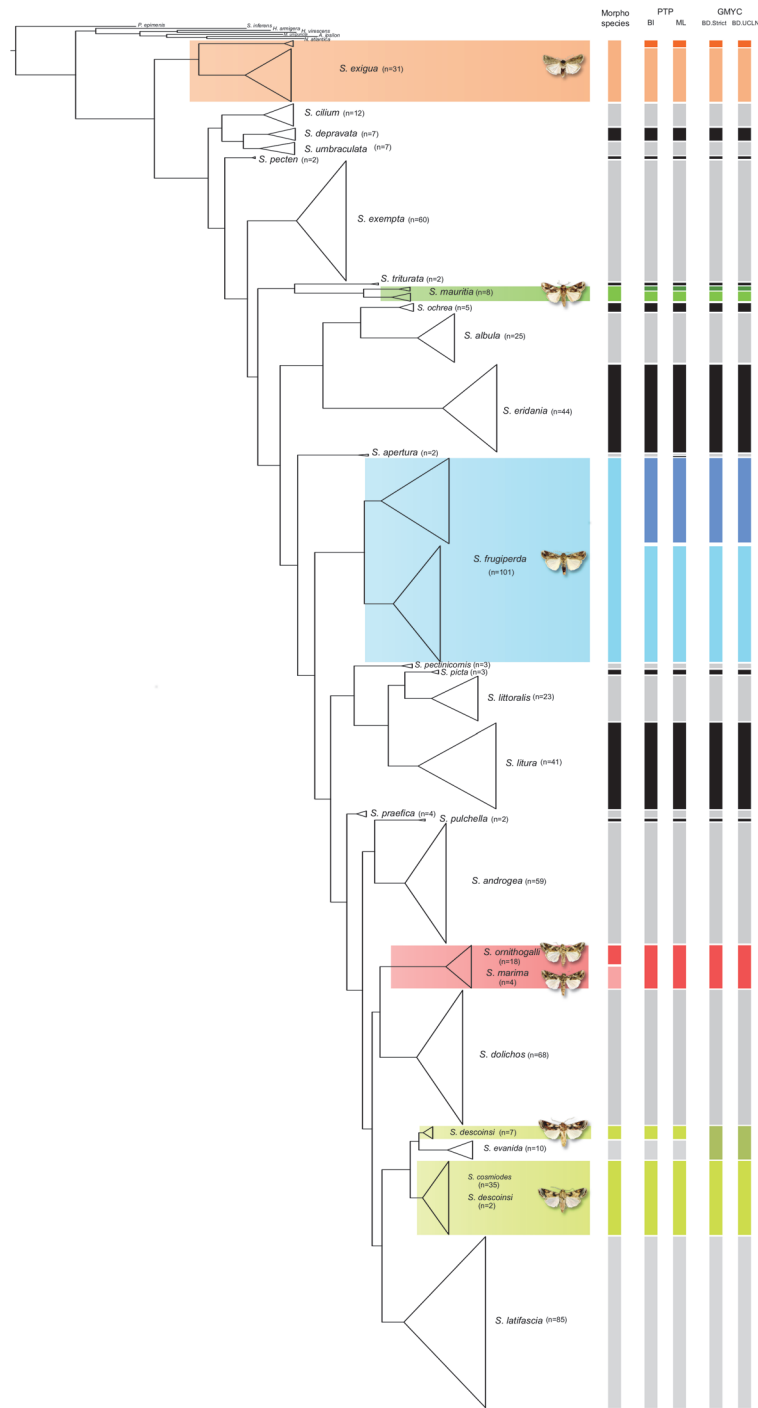 Morpho
species
PTP
GMYC
BI
ML
BD.Strict
BD.UCLN
P. epimenis
S. inferens
H. armigera
H. virescens
A. ipsilon
N. atlantica
S. exigua (n=31)
S. cilium (n=12)
S. depravata (n=7)
S. umbraculata (n=7)
S. pecten (n=2)
S. exempta (n=60)
S. triturata (n=2)
S. mauritia (n=8)
S. ochrea (n=5)
S. albula (n=25)
S. eridania (n=44)
S. apertura (n=2)
S. frugiperda
(n=101)
S. pectinicornis (n=3)
S. picta (n=3)
S. littoralis (n=23)
S. litura (n=41)
S. praefica (n=4)
S. pulchella (n=2)
S. androgea (n=59)
S. ornithogalli
(n=18)
S. marima
(n=4)
S. dolichos (n=68)
S. descoinsi (n=7)
S. evanida (n=10)
S. cosmiodes
(n=35)
S. descoinsi
(n=2)
S. latifascia (n=85)